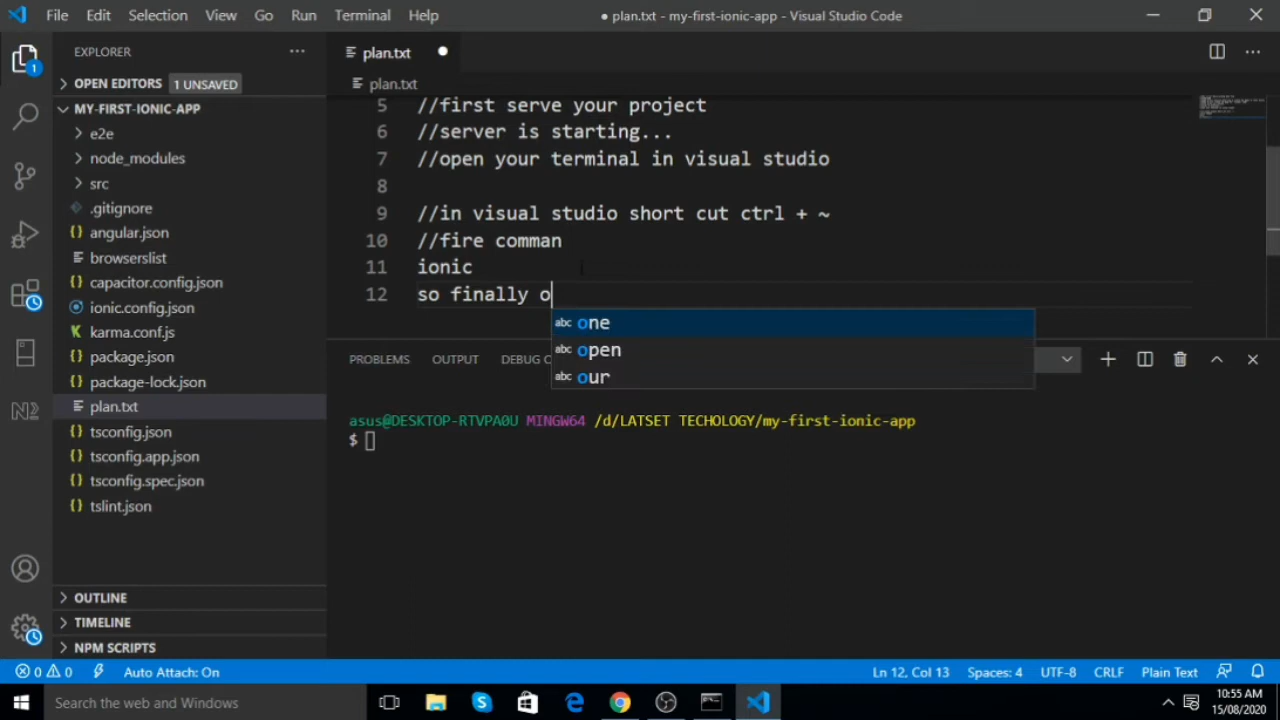 File Edit Selection View Go Run Terminal Help ● plan.txt - my-first-ionic-app - Visual Studio Code
EXPLORER
OPEN EDITORS 1 UNSAVED
MY-FIRST-IONIC-APP
e2e
node_modules
src
.gitignore
angular.json
browserslist
capacitor.config.json
ionic.config.json
karma.conf.js
package.json
package-lock.json
plan.txt
tsconfig.json
tsconfig.app.json
tsconfig.spec.json
tslint.json
OUTLINE
TIMELINE
NPM SCRIPTS
1
plan.txt
plan.txt
5 //first serve your project
6 //server is starting...
7 //open your terminal in visual studio
8
9 //in visual studio short cut ctrl + ~
10 //fire comman
11 ionic
12 so finally o
abc one
abc open
abc our
PROBLEMS OUTPUT DEBUG C
asus@DESKTOP-RTVPA0U MINGW64 /d/LATSET TECHOLOGY/my-first-ionic-app
$
0 0 Auto Attach: On Ln 12, Col 13 Spaces: 4 UTF-8 CRLF Plain Text
Search the web and Windows
10:55 AM
15/08/2020